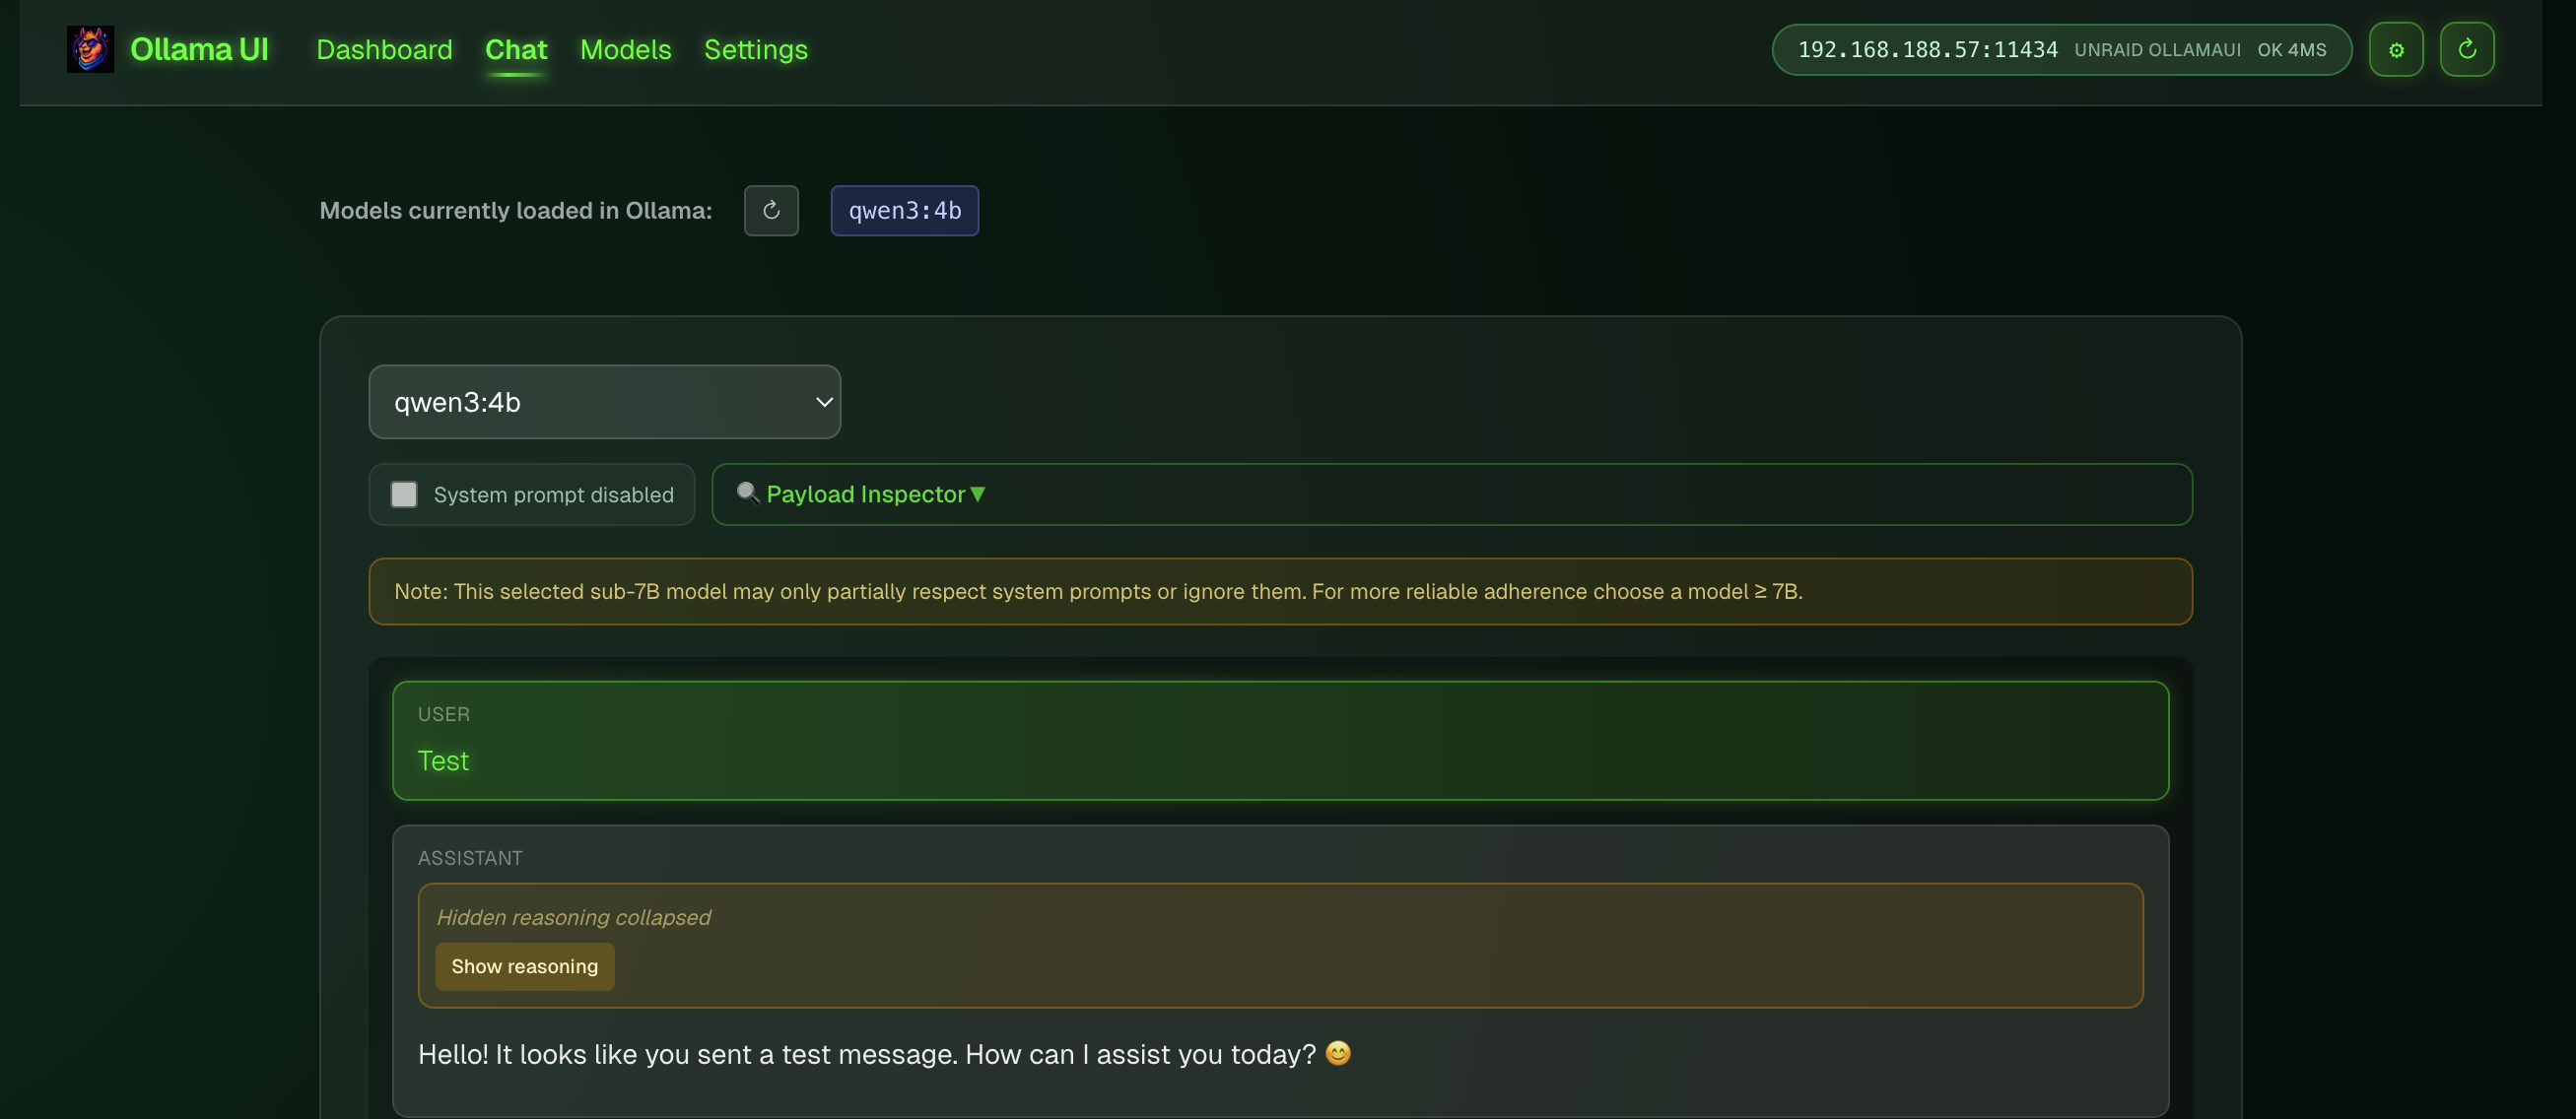 Ollama UI Dashboard Chat Models Settings 192.168.188.57:11434 UNRAID OLLAMAUI OK 4MS
Models currently loaded in Ollama: qwen3:4b
qwen3:4b
System prompt disabled 🔍 Payload Inspector ▼
Note: This selected sub-7B model may only partially respect system prompts or ignore them. For more reliable adherence choose a model ≥ 7B.
USER
Test
ASSISTANT
Hidden reasoning collapsed
Show reasoning
Hello! It looks like you sent a test message. How can I assist you today? 😊